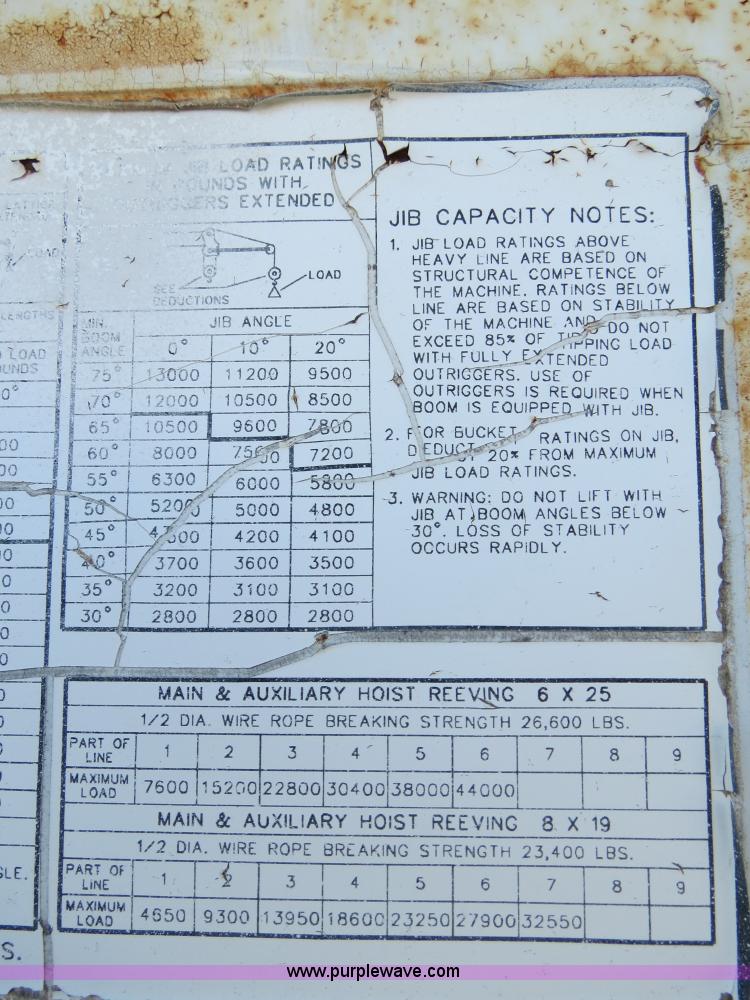 LOAD RATINGS
POUNDS WITH
OUTRIGGERS EXTENDED
SEE
DEDUCTIONS
LOAD
MIN.
BOOM
ANGLE
JIB ANGLE
0° 10° 20°
75° 13000 11200 9500
70° 12000 10500 8500
65° 10500 9600 7800
60° 8000 7200
55° 6300 6000 5800
50° 5200 5000 4800
45° 4200 4100
40° 3700 3600 3500
35° 3200 3100 3100
30° 2800 2800 2800
JIB CAPACITY NOTES:
1. JIB LOAD RATINGS ABOVE
HEAVY LINE ARE BASED ON
STRUCTURAL COMPETENCE OF
THE MACHINE. RATINGS BELOW
LINE ARE BASED ON STABILITY
OF THE MACHINE AND DO NOT
EXCEED 85% OF TIPPING LOAD
WITH FULLY EXTENDED
OUTRIGGERS. USE OF
OUTRIGGERS IS REQUIRED WHEN
BOOM IS EQUIPPED WITH JIB.
2. FOR BUCKET RATINGS ON JIB,
DEDUCT 20% FROM MAXIMUM
JIB LOAD RATINGS.
3. WARNING: DO NOT LIFT WITH
JIB AT BOOM ANGLES BELOW
30°. LOSS OF STABILITY
OCCURS RAPIDLY.
MAIN & AUXILIARY HOIST REEVING 6 X 25
1/2 DIA. WIRE ROPE BREAKING STRENGTH 26,600 LBS.
PART OF
LINE
1 2 3 4 5 6 7 8 9
MAXIMUM
LOAD
7600 15200 22800 30400 38000 44000
MAIN & AUXILIARY HOIST REEVING 8 X 19
1/2 DIA. WIRE ROPE BREAKING STRENGTH 23,400 LBS.
PART OF
LINE
1 2 3 4 5 6 7 8 9
MAXIMUM
LOAD
4650 9300 13950 18600 23250 27900 32550
www.purplewave.com